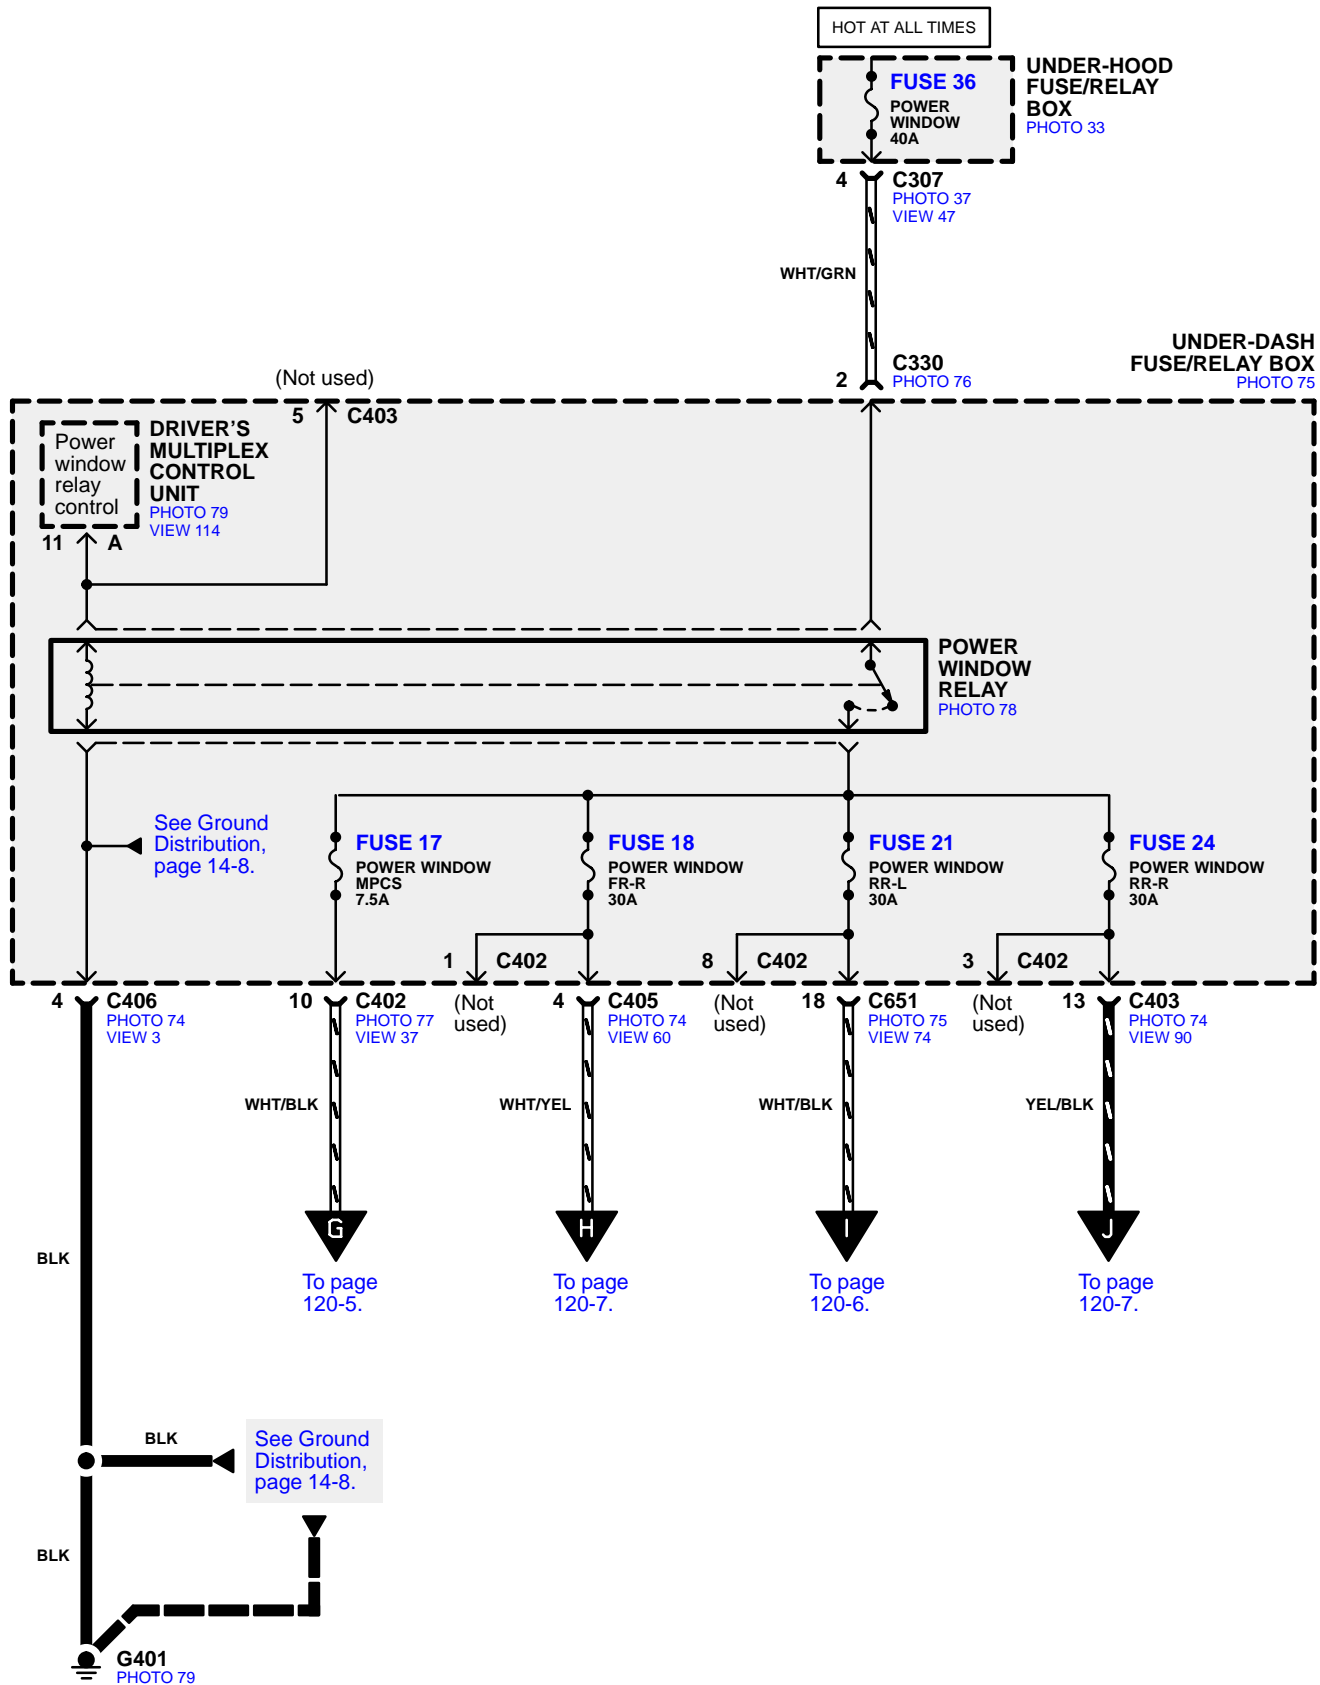 HOT AT ALL TIMES
FUSE 36
POWER
WINDOW
40A
UNDER-HOOD
FUSE/RELAY
BOX
PHOTO 33
4
C307
PHOTO 37
VIEW 47
WHT/GRN
2
C330
PHOTO 76
UNDER-DASH
FUSE/RELAY BOX
PHOTO 75
(Not used)
5
C403
Power
window
relay
control
DRIVER'S
MULTIPLEX
CONTROL
UNIT
PHOTO 79
VIEW 114
11
A
POWER
WINDOW
RELAY
PHOTO 78
See Ground
Distribution,
page 14-8.
FUSE 17
POWER WINDOW
MPCS
7.5A
FUSE 18
POWER WINDOW
FR-R
30A
FUSE 21
POWER WINDOW
RR-L
30A
FUSE 24
POWER WINDOW
RR-R
30A
1
C402
8
C402
3
C402
4
C406
PHOTO 74
VIEW 3
10
C402
PHOTO 77
VIEW 37
(Not
used)
4
C405
PHOTO 74
VIEW 60
(Not
used)
18
C651
PHOTO 75
VIEW 74
(Not
used)
13
C403
PHOTO 74
VIEW 90
WHT/BLK
WHT/YEL
WHT/BLK
YEL/BLK
G
H
I
J
BLK
To page
120-5.
To page
120-7.
To page
120-6.
To page
120-7.
BLK
See Ground
Distribution,
page 14-8.
BLK
G401
PHOTO 79